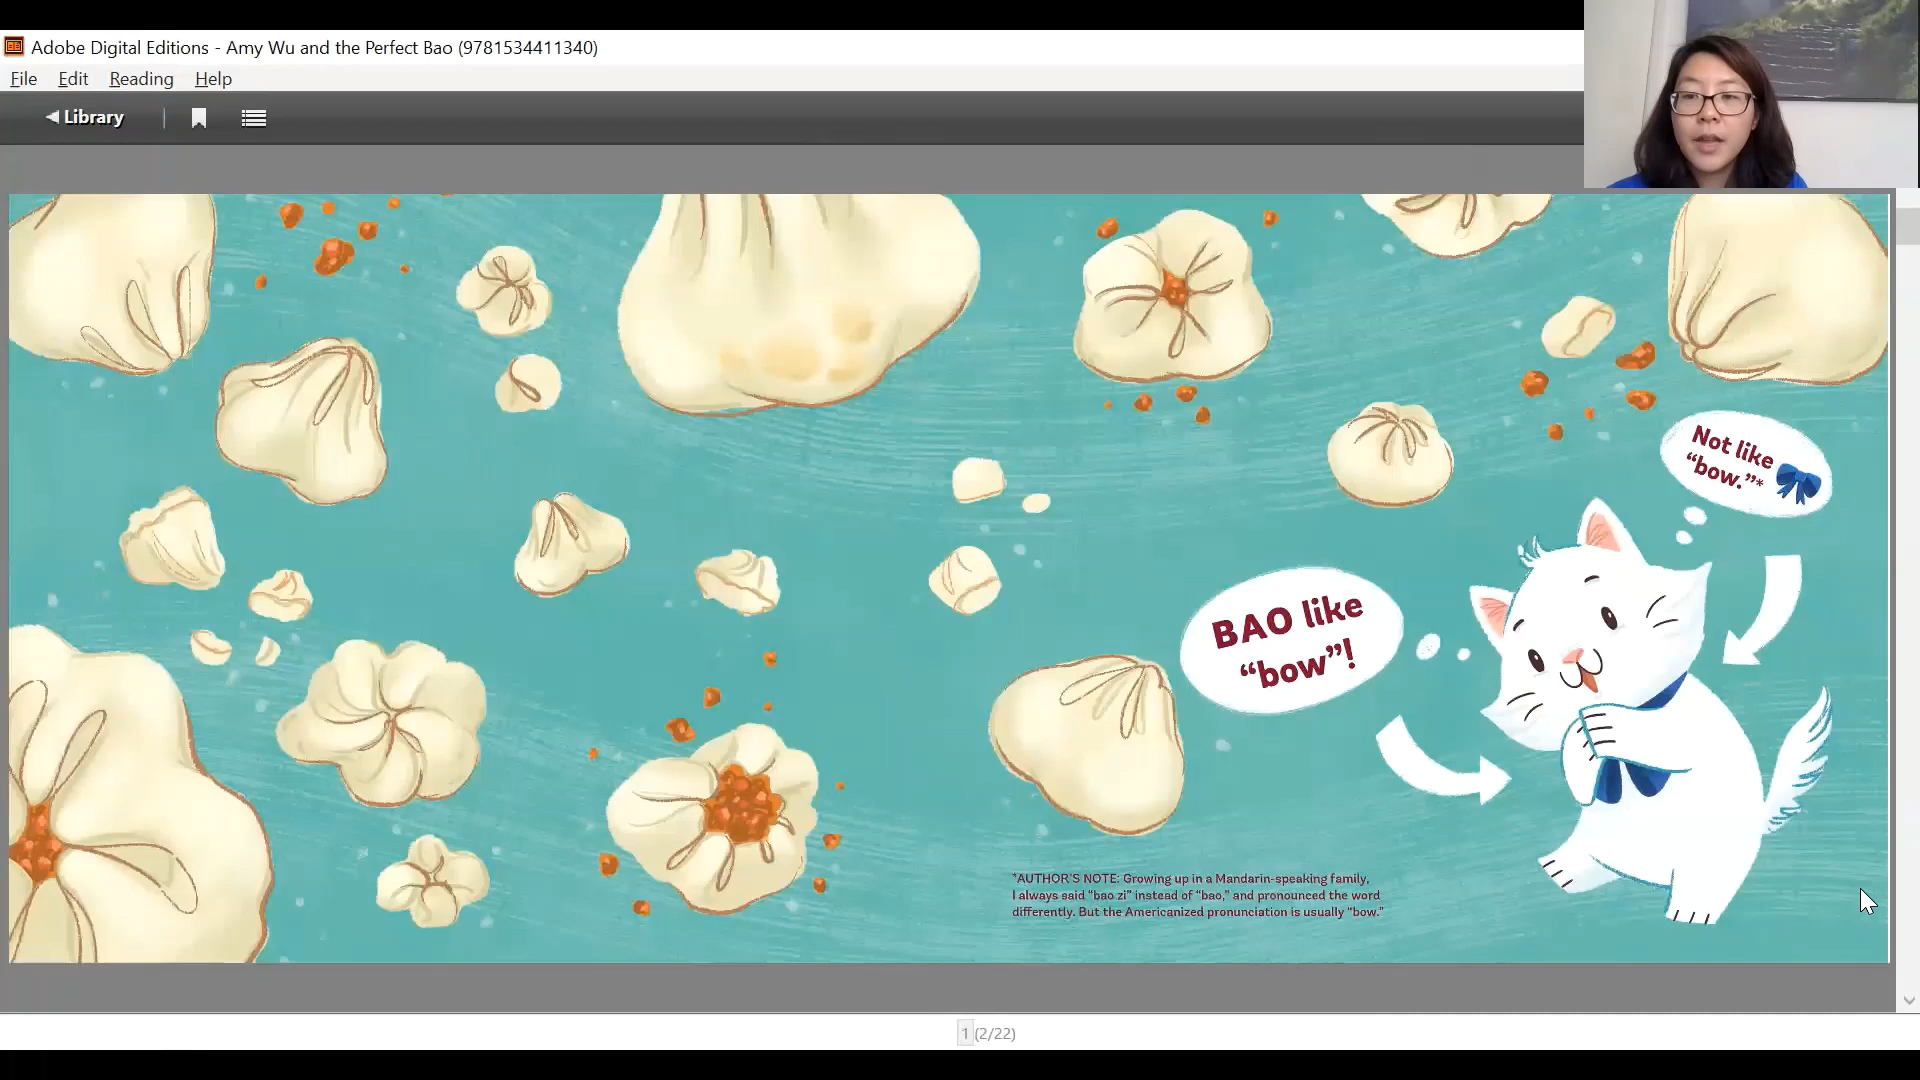 Adobe Digital Editions - Amy Wu and the Perfect Bao (9781534411340)
File Edit Reading Help
Library
Not like
“bow.”*
BAO like
“bow”!
*AUTHOR'S NOTE: Growing up in a Mandarin-speaking family,
I always said “bao zi” instead of “bao,” and pronounced the word
differently. But the Americanized pronunciation is usually “bow.”
1 (2/22)